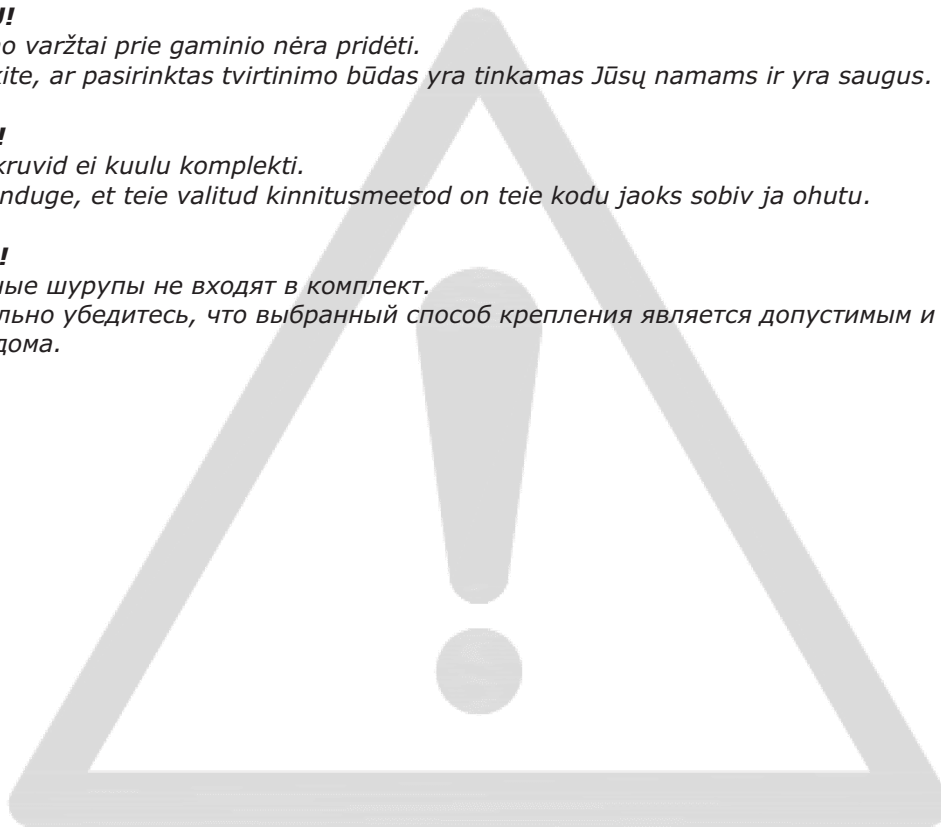 !
o varžtai prie gaminio nėra pridėti.
kite, ar pasirinktas tvirtinimo būdas yra tinkamas Jūsų namams ir yra saugus.
!
kruvid ei kuulu komplekti.
nduge, et teie valitud kinnitusmeetod on teie kodu jaoks sobiv ja ohutu.
!
ные шурупы не входят в комплект.
льно убедитесь, что выбранный способ крепления является допустимым и
дома.